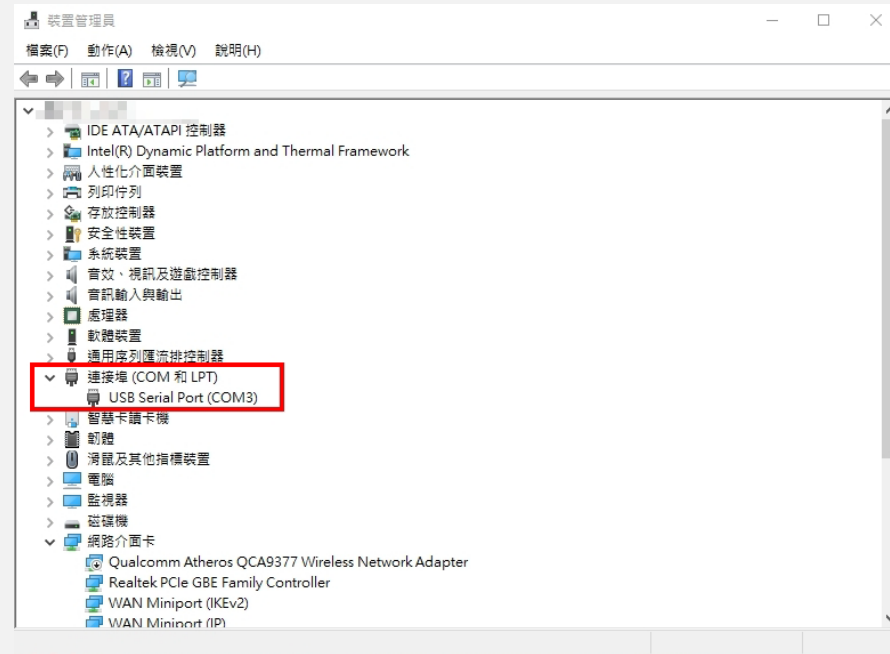 裝置管理員
檔案(F) 動作(A) 檢視(V) 說明(H)
IDE ATA/ATAPI 控制器
Intel(R) Dynamic Platform and Thermal Framework
人性化介面裝置
列印佇列
存放控制器
安全性裝置
系統裝置
音效、視訊及遊戲控制器
音訊輸入與輸出
處理器
軟體裝置
通用序列匯流排控制器
連接埠 (COM 和 LPT)
USB Serial Port (COM3)
智慧卡讀卡機
韌體
滑鼠及其他指標裝置
電腦
監視器
磁碟機
網路介面卡
Qualcomm Atheros QCA9377 Wireless Network Adapter
Realtek PCIe GBE Family Controller
WAN Miniport (IKEv2)
WAN Miniport (IP)